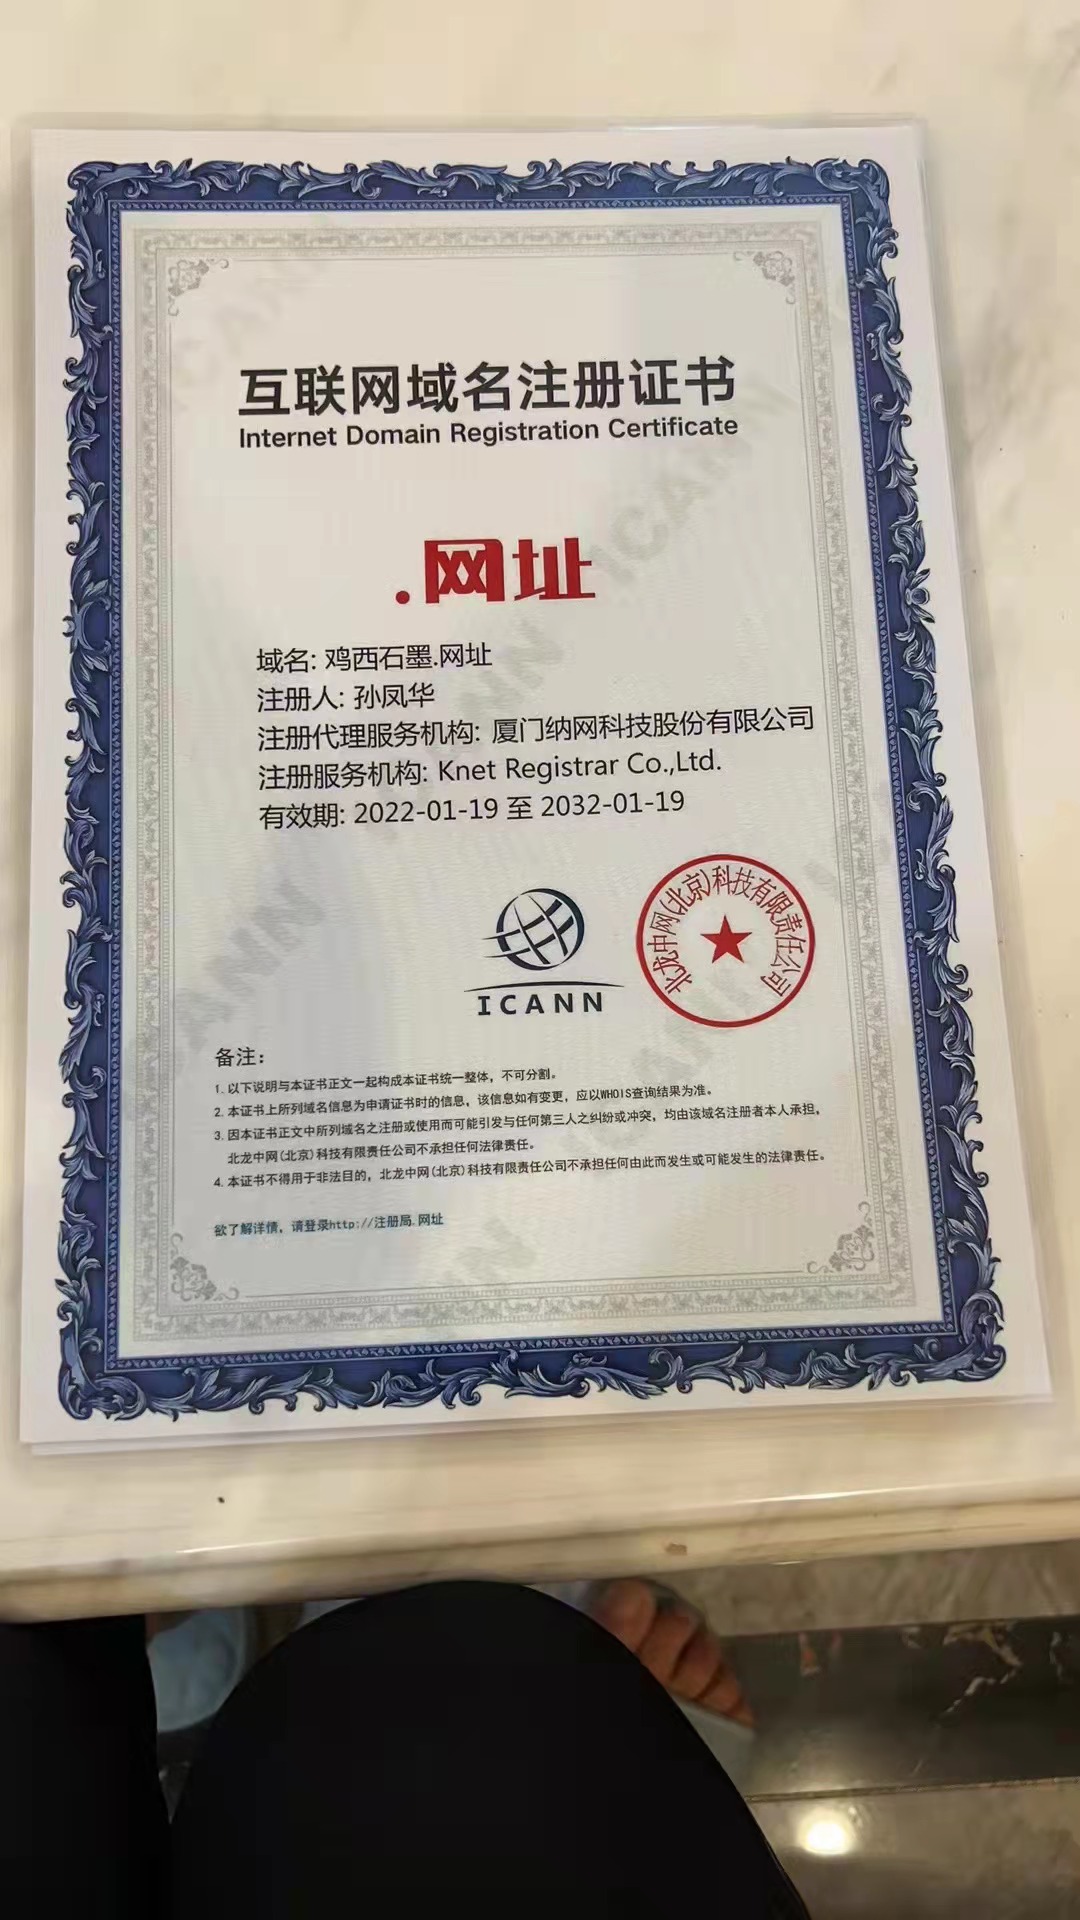 互联网域名注册证书
Internet Domain Registration Certificate
.网址
域名: 鸡西石墨.网址
注册人: 孙凤华
注册代理服务机构: 厦门纳网科技股份有限公司
注册服务机构: Knet Registrar Co.,Ltd.
有效期: 2022-01-19 至 2032-01-19
ICANN
北龙中网(北京)科技有限责任公司
备注:
1. 以下说明与本证书正文一起构成本证书统一整体，不可分割。
2. 本证书上所列域名信息为申请证书时的信息，该信息如有变更，应以WHOIS查询结果为准。
3. 因本证书正文中所列域名之注册或使用而可能引发与任何第三人之纠纷或冲突，均由该域名注册者本人承担，
北龙中网(北京)科技有限责任公司不承担任何法律责任。
4. 本证书不得用于非法目的，北龙中网(北京)科技有限责任公司不承担任何由此而发生或可能发生的法律责任。
欲了解详情，请登录http://注册局.网址